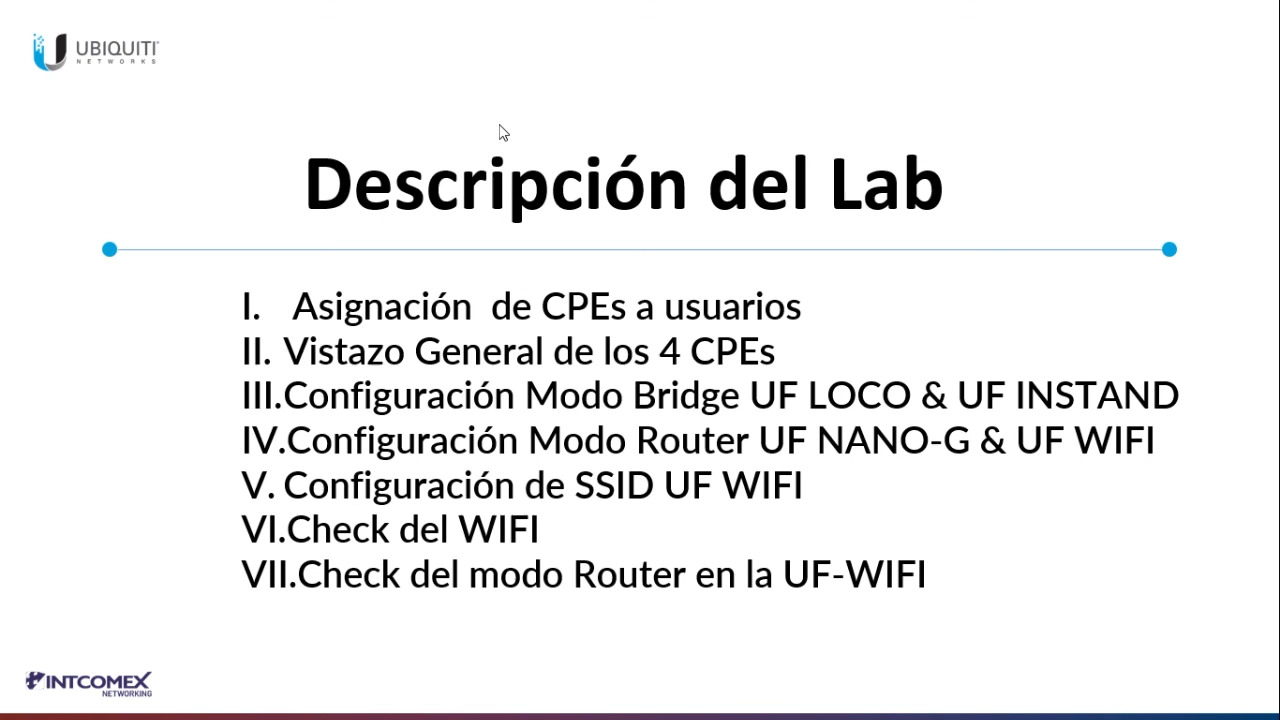 UBIQUITI
NETWORKS
Descripción del Lab
I. Asignación de CPEs a usuarios
II. Vistazo General de los 4 CPEs
III.Configuración Modo Bridge UF LOCO & UF INSTAND
IV.Configuración Modo Router UF NANO-G & UF WIFI
V. Configuración de SSID UF WIFI
VI.Check del WIFI
VII.Check del modo Router en la UF-WIFI
INTCOMEX
NETWORKING